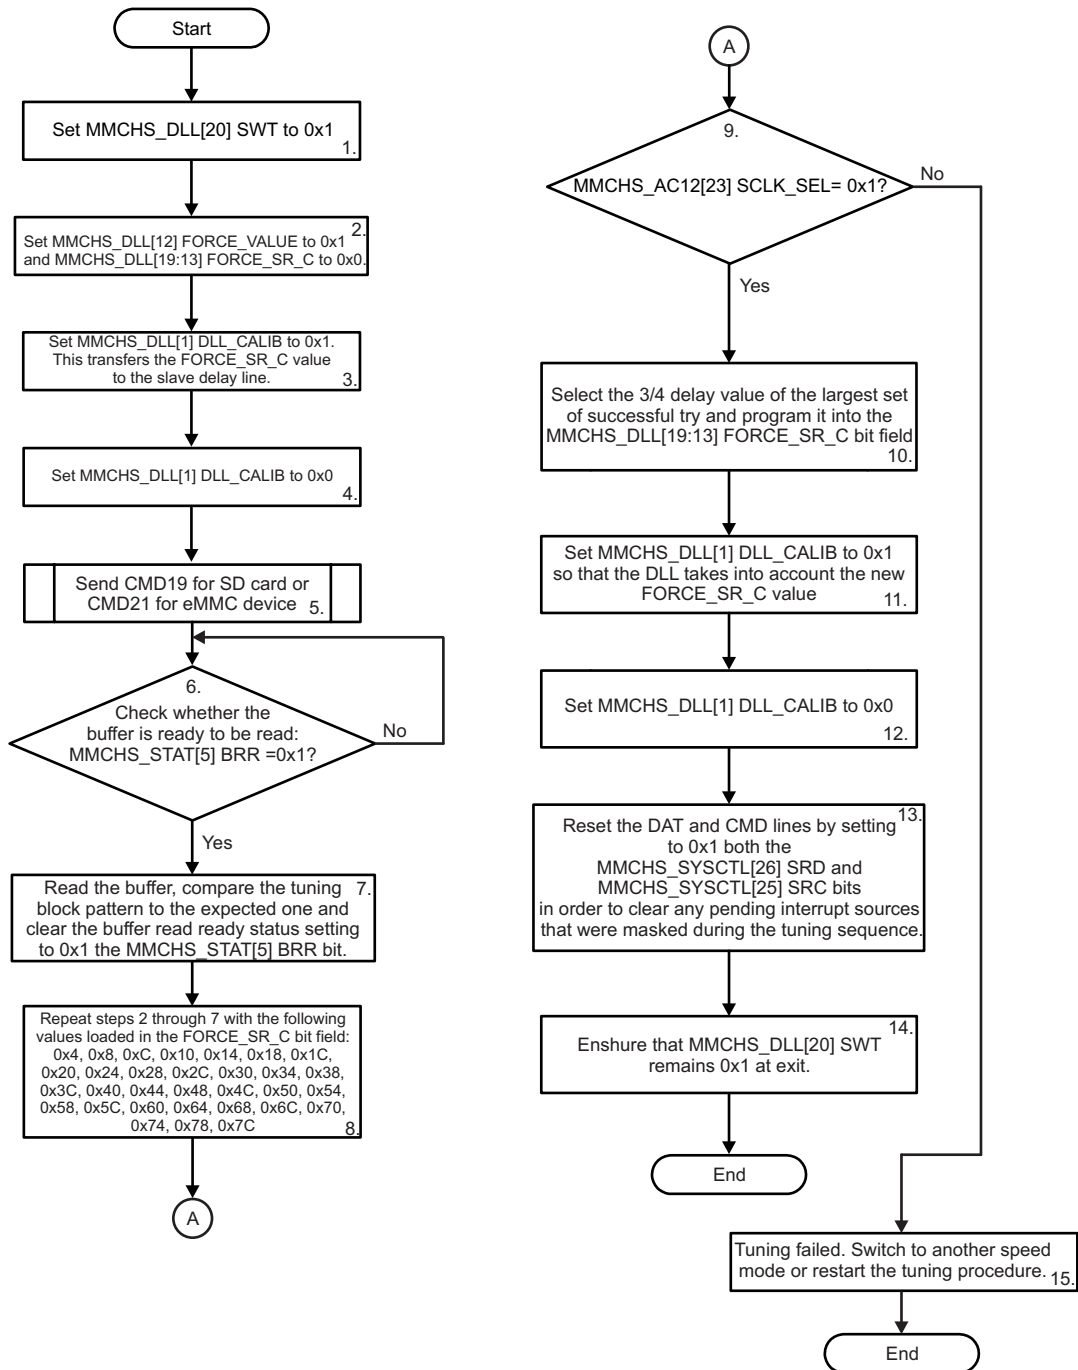 Start
Set MMCHS_DLL[20] SWT to 0x1
1.
2.
Set MMCHS_DLL[12] FORCE_VALUE to 0x1
and MMCHS_DLL[19:13] FORCE_SR_C to 0x0.
Set MMCHS_DLL[1] DLL_CALIB to 0x1.
This transfers the FORCE_SR_C value
to the slave delay line.
3.
Set MMCHS_DLL[1] DLL_CALIB to 0x0
4.
Send CMD19 for SD card or
CMD21 for eMMC device
5.
6.
Check whether the
buffer is ready to be read:
MMCHS_STAT[5] BRR =0x1?
No
Yes
Read the buffer, compare the tuning 7.
block pattern to the expected one and
clear the buffer read ready status setting
to 0x1 the MMCHS_STAT[5] BRR bit.
Repeat steps 2 through 7 with the following
values loaded in the FORCE_SR_C bit field:
0x4, 0x8, 0xC, 0x10, 0x14, 0x18, 0x1C,
0x20, 0x24, 0x28, 0x2C, 0x30, 0x34, 0x38,
0x3C, 0x40, 0x44, 0x48, 0x4C, 0x50, 0x54,
0x58, 0x5C, 0x60, 0x64, 0x68, 0x6C, 0x70,
0x74, 0x78, 0x7C
8.
A
A
9.
MMCHS_AC12[23] SCLK_SEL= 0x1?
No
Yes
Select the 3/4 delay value of the largest set
of successful try and program it into the
MMCHS_DLL[19:13] FORCE_SR_C bit field
10.
Set MMCHS_DLL[1] DLL_CALIB to 0x1
so that the DLL takes into account the new
FORCE_SR_C value
11.
Set MMCHS_DLL[1] DLL_CALIB to 0x0
12.
13.
Reset the DAT and CMD lines by setting
to 0x1 both the
MMCHS_SYSCTL[26] SRD and
MMCHS_SYSCTL[25] SRC bits
in order to clear any pending interrupt sources
that were masked during the tuning sequence.
14.
Enshure that MMCHS_DLL[20] SWT
remains 0x1 at exit.
End
Tuning failed. Switch to another speed
mode or restart the tuning procedure.
15.
End